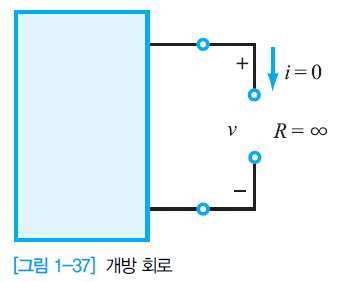 +
i = 0
v
R = ∞
−
[그림 1-37] 개방 회로